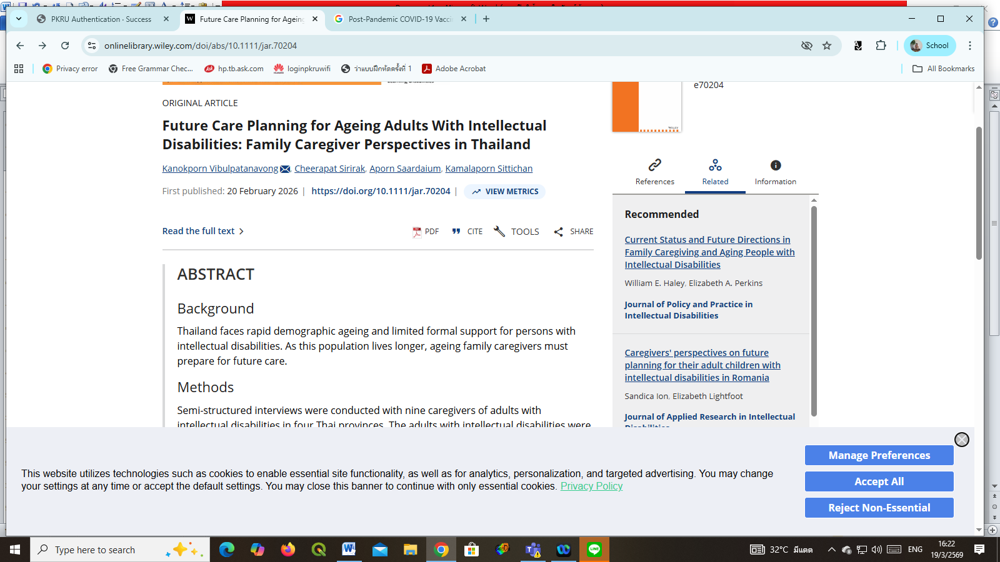 PKRU Authentication · Success
Future Care Planning for Ageing
Post-Pandemic COVID-19 Vacci
onlinelibrary.wiley.com/doi/abs/10.1111/jar.70204
School
Privacy error
Free Grammar Chec...
hp.tb.ask.com
loginpkruwifi
ว่าแบบฝึกหัดครั้งที่ 1
Adobe Acrobat
All Bookmarks
e70204
ORIGINAL ARTICLE
Future Care Planning for Ageing Adults With Intellectual
Disabilities: Family Caregiver Perspectives in Thailand
Kanokporn Vibulpatanavong, Cheerapat Sirirak, Aporn Saardaium, Kamalaporn Sittichan
First published: 20 February 2026 | https://doi.org/10.1111/jar.70204 | VIEW METRICS
Read the full text
PDF
CITE
TOOLS
SHARE
ABSTRACT
Background
Thailand faces rapid demographic ageing and limited formal support for persons with
intellectual disabilities. As this population lives longer, ageing family caregivers must
prepare for future care.
Methods
Semi-structured interviews were conducted with nine caregivers of adults with
intellectual disabilities in four Thai provinces. The adults with intellectual disabilities were
WILEY
References
Related
Information
Recommended
Current Status and Future Directions in
Family Caregiving and Aging People with
Intellectual Disabilities
William E. Haley, Elizabeth A. Perkins
Journal of Policy and Practice in
Intellectual Disabilities
Caregivers' perspectives on future
planning for their adult children with
intellectual disabilities in Romania
Sandica Ion, Elizabeth Lightfoot
Journal of Applied Research in Intellectual
Disabilities
This website utilizes technologies such as cookies to enable essential site functionality, as well as for analytics, personalization, and targeted advertising. You may change
your settings at any time or accept the default settings. You may close this banner to continue with only essential cookies. Privacy Policy
Manage Preferences
Accept All
Reject Non-Essential
Type here to search
32°C มีแดด
ENG
16:22
19/3/2569